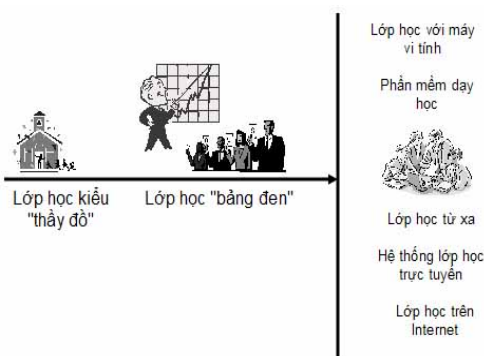 Lớp học kiểu
"thầy đồ"
Lớp học "bảng đen"
Lớp học với máy
vi tính
Phần mềm dạy
học
Lớp học từ xa
Hệ thống lớp học
trực tuyến
Lớp học trên
Internet